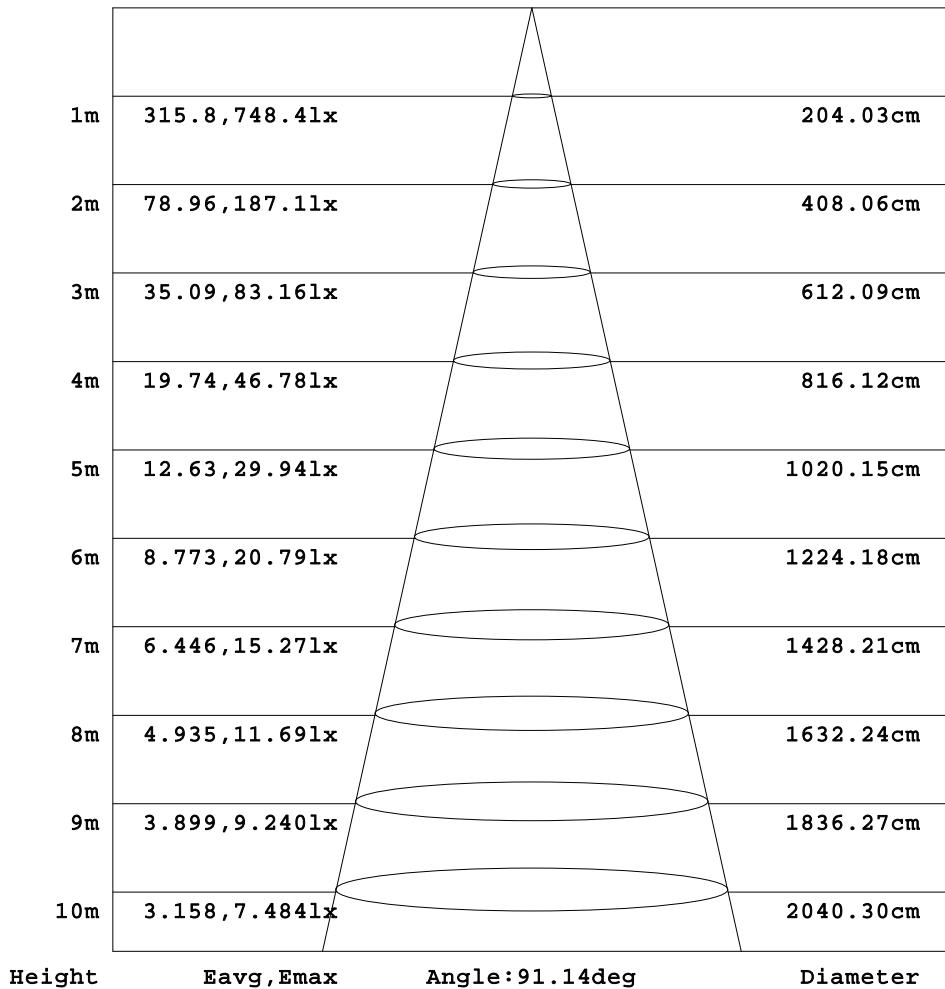 1m 315.8,748.4lx 204.03cm
2m 78.96,187.1lx 408.06cm
3m 35.09,83.16lx 612.09cm
4m 19.74,46.78lx 816.12cm
5m 12.63,29.94lx 1020.15cm
6m 8.773,20.79lx 1224.18cm
7m 6.446,15.27lx 1428.21cm
8m 4.935,11.69lx 1632.24cm
9m 3.899,9.240lx 1836.27cm
10m 3.158,7.484lx 2040.30cm
Height Eavg,Emax Angle:91.14deg Diameter